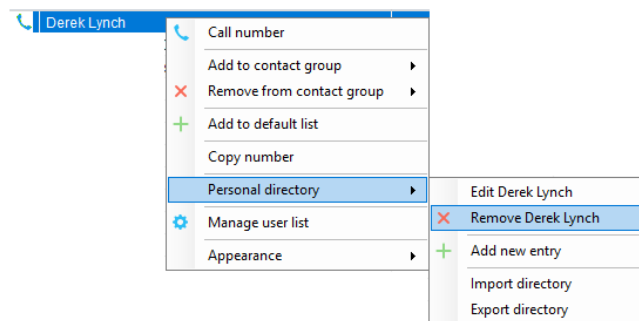 Derek Lynch
Call number
Add to contact group
Remove from contact group
Add to default list
Copy number
Personal directory
Manage user list
Appearance
Edit Derek Lynch
Remove Derek Lynch
Add new entry
Import directory
Export directory